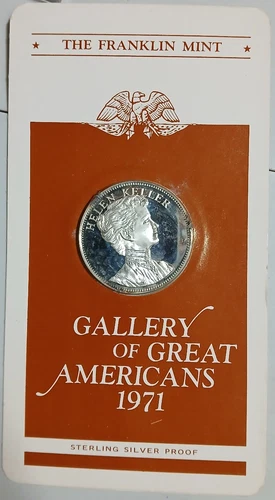 ★ THE FRANKLIN MINT ★
HELEN KELLER
GALLERY
OF GREAT
AMERICANS
1971
STERLING SILVER PROOF